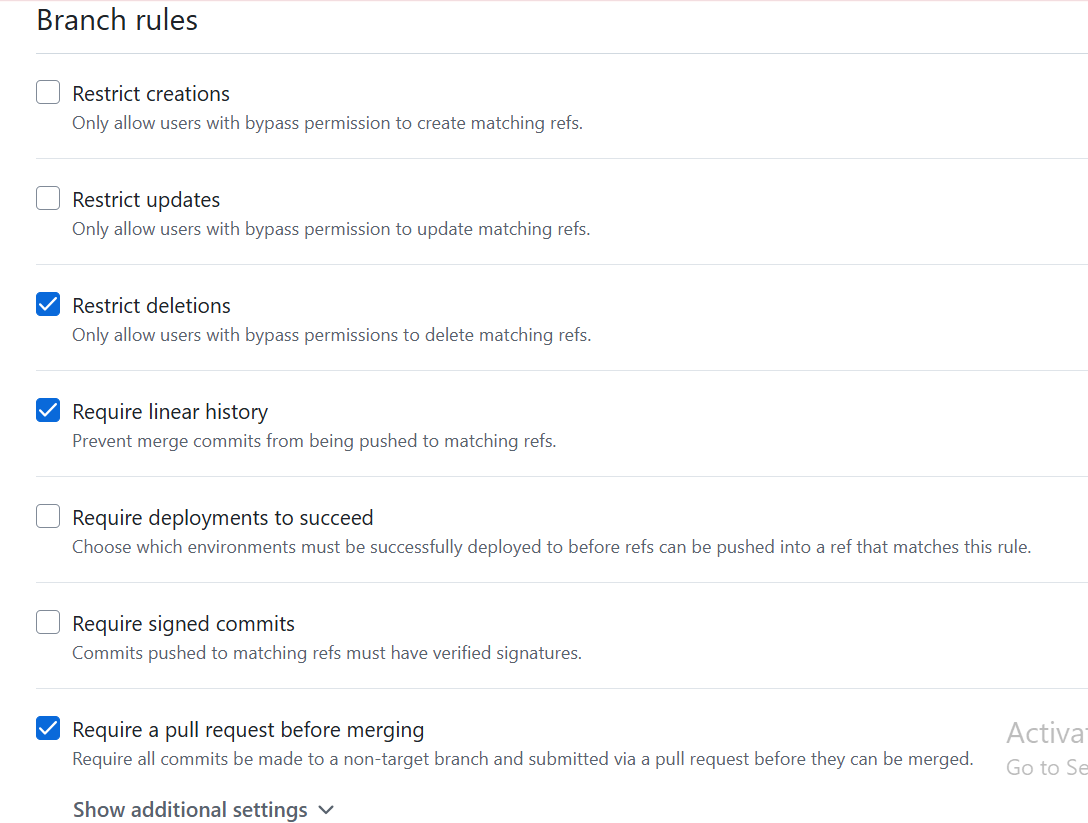 Branch rules
Restrict creations
Only allow users with bypass permission to create matching refs.
Restrict updates
Only allow users with bypass permission to update matching refs.
Restrict deletions
Only allow users with bypass permissions to delete matching refs.
Require linear history
Prevent merge commits from being pushed to matching refs.
Require deployments to succeed
Choose which environments must be successfully deployed to before refs can be pushed into a ref that matches this rule.
Require signed commits
Commits pushed to matching refs must have verified signatures.
Require a pull request before merging
Require all commits be made to a non-target branch and submitted via a pull request before they can be merged.
Show additional settings
Go to